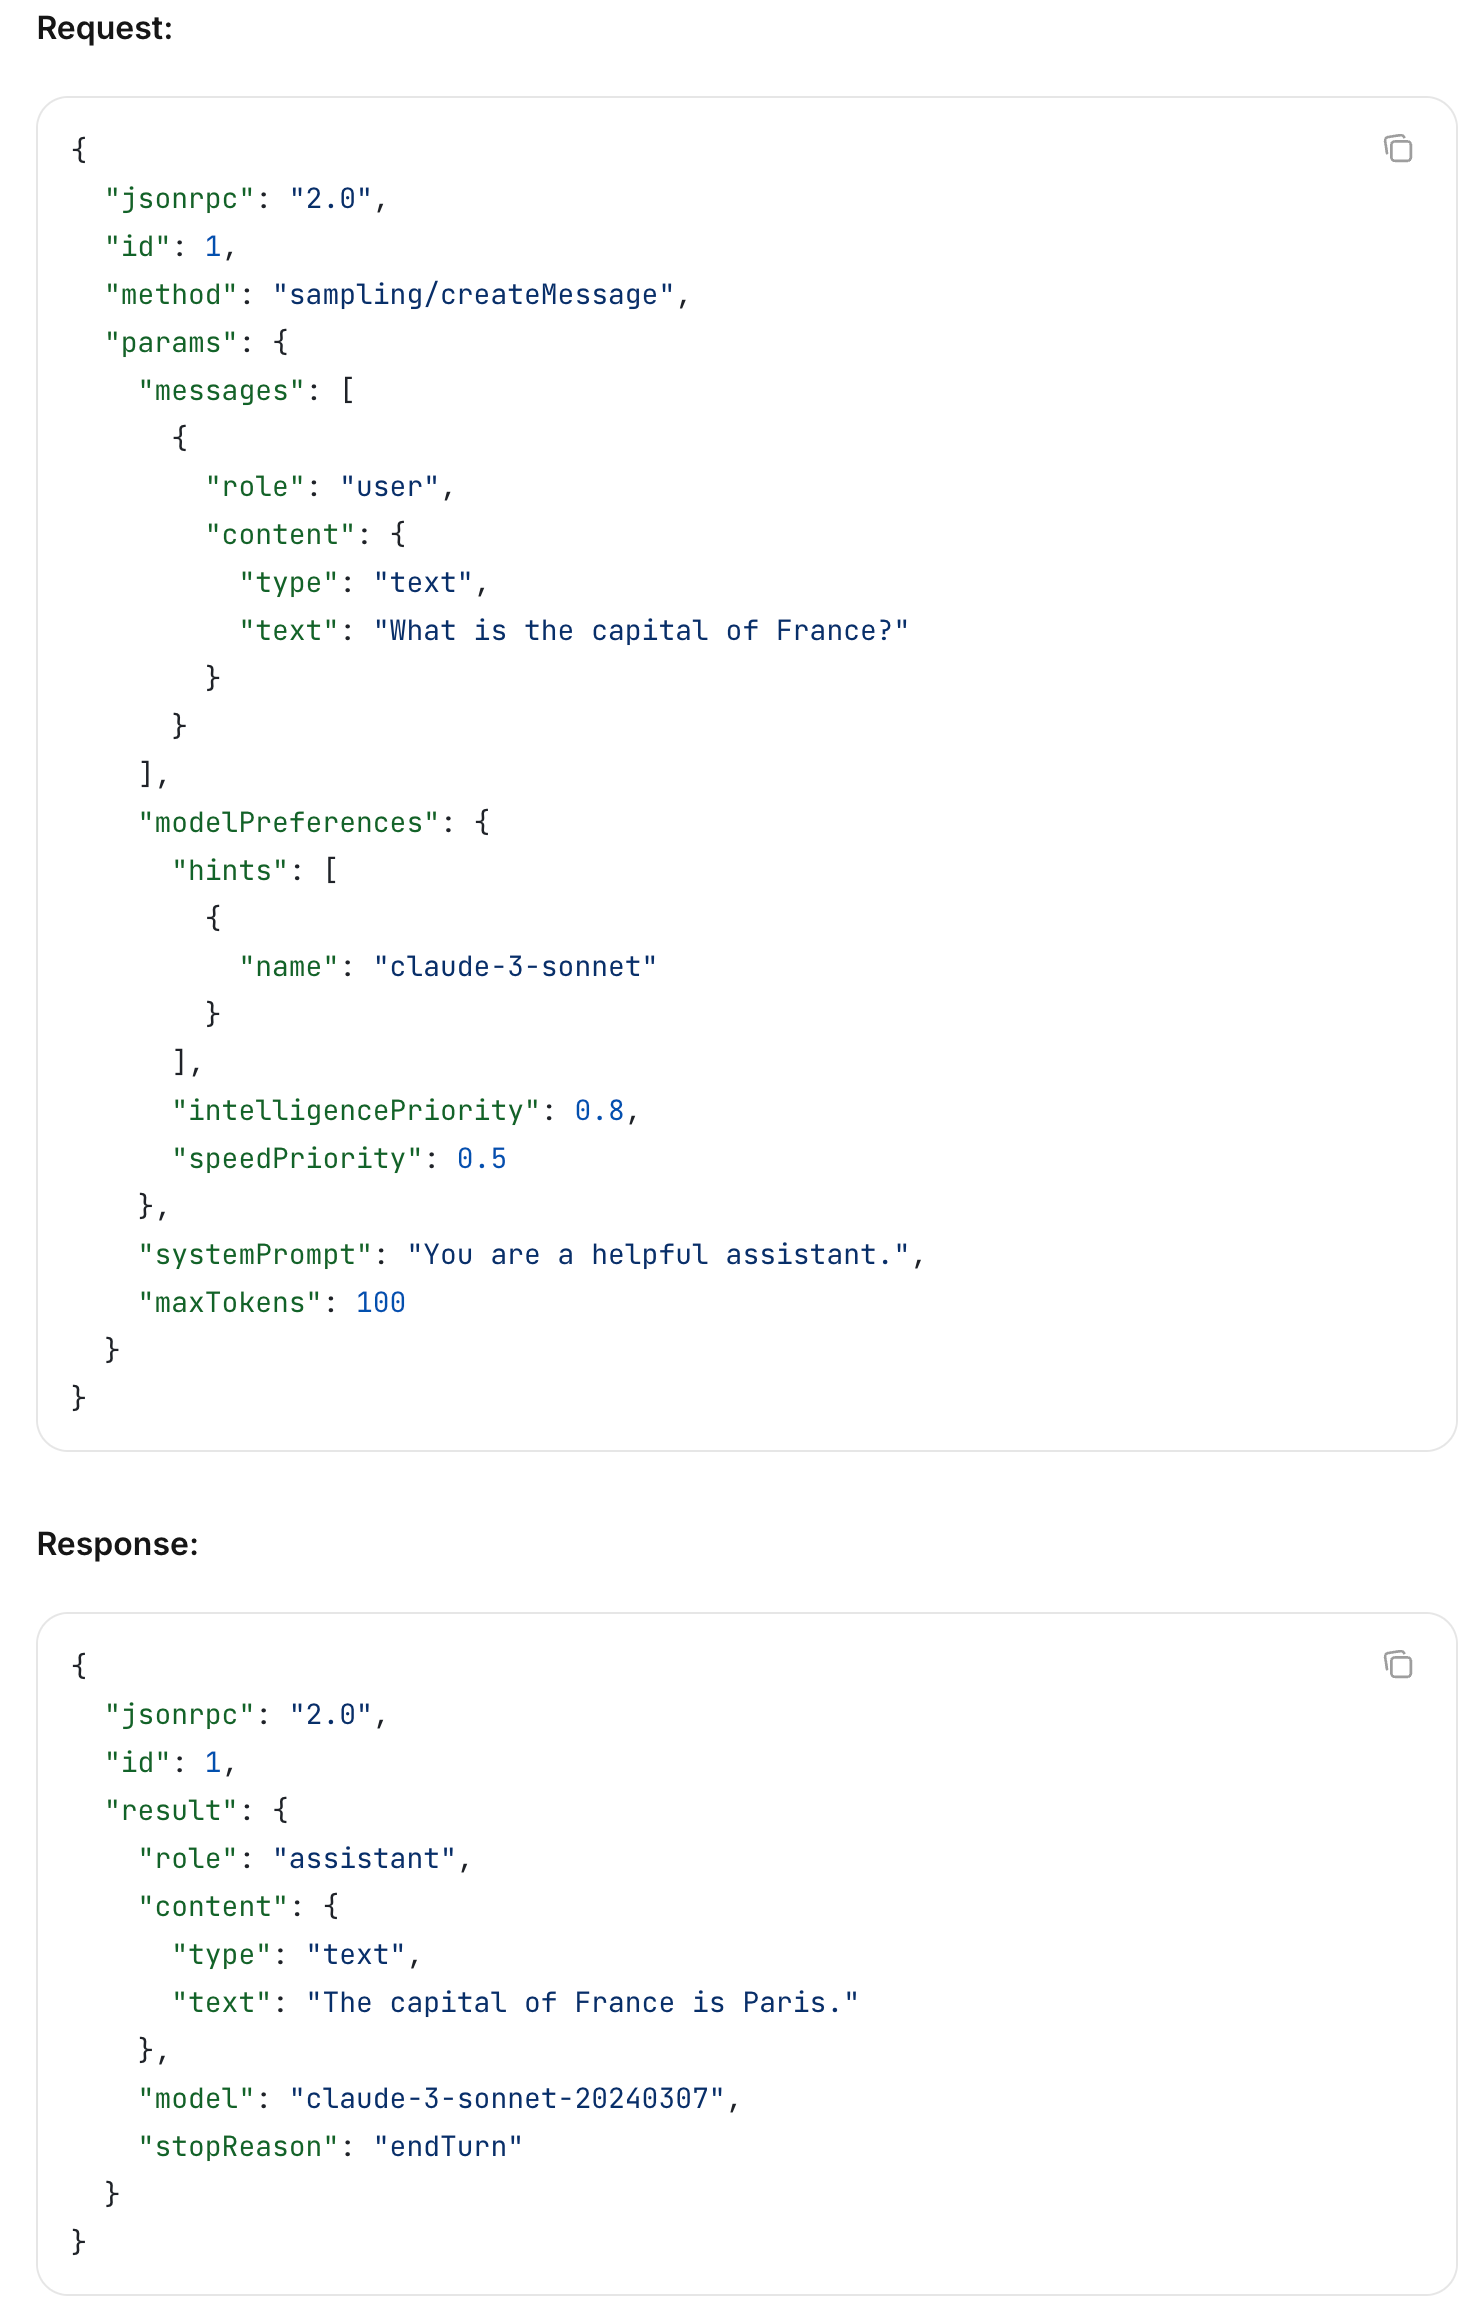 Request:
{
  "jsonrpc": "2.0",
  "id": 1,
  "method": "sampling/createMessage",
  "params": {
    "messages": [
      {
        "role": "user",
        "content": {
          "type": "text",
          "text": "What is the capital of France?"
        }
      }
    ],
    "modelPreferences": {
      "hints": [
        {
          "name": "claude-3-sonnet"
        }
      ],
      "intelligencePriority": 0.8,
      "speedPriority": 0.5
    },
    "systemPrompt": "You are a helpful assistant.",
    "maxTokens": 100
  }
}
Response:
{
  "jsonrpc": "2.0",
  "id": 1,
  "result": {
    "role": "assistant",
    "content": {
      "type": "text",
      "text": "The capital of France is Paris."
    },
    "model": "claude-3-sonnet-20240307",
    "stopReason": "endTurn"
  }
}